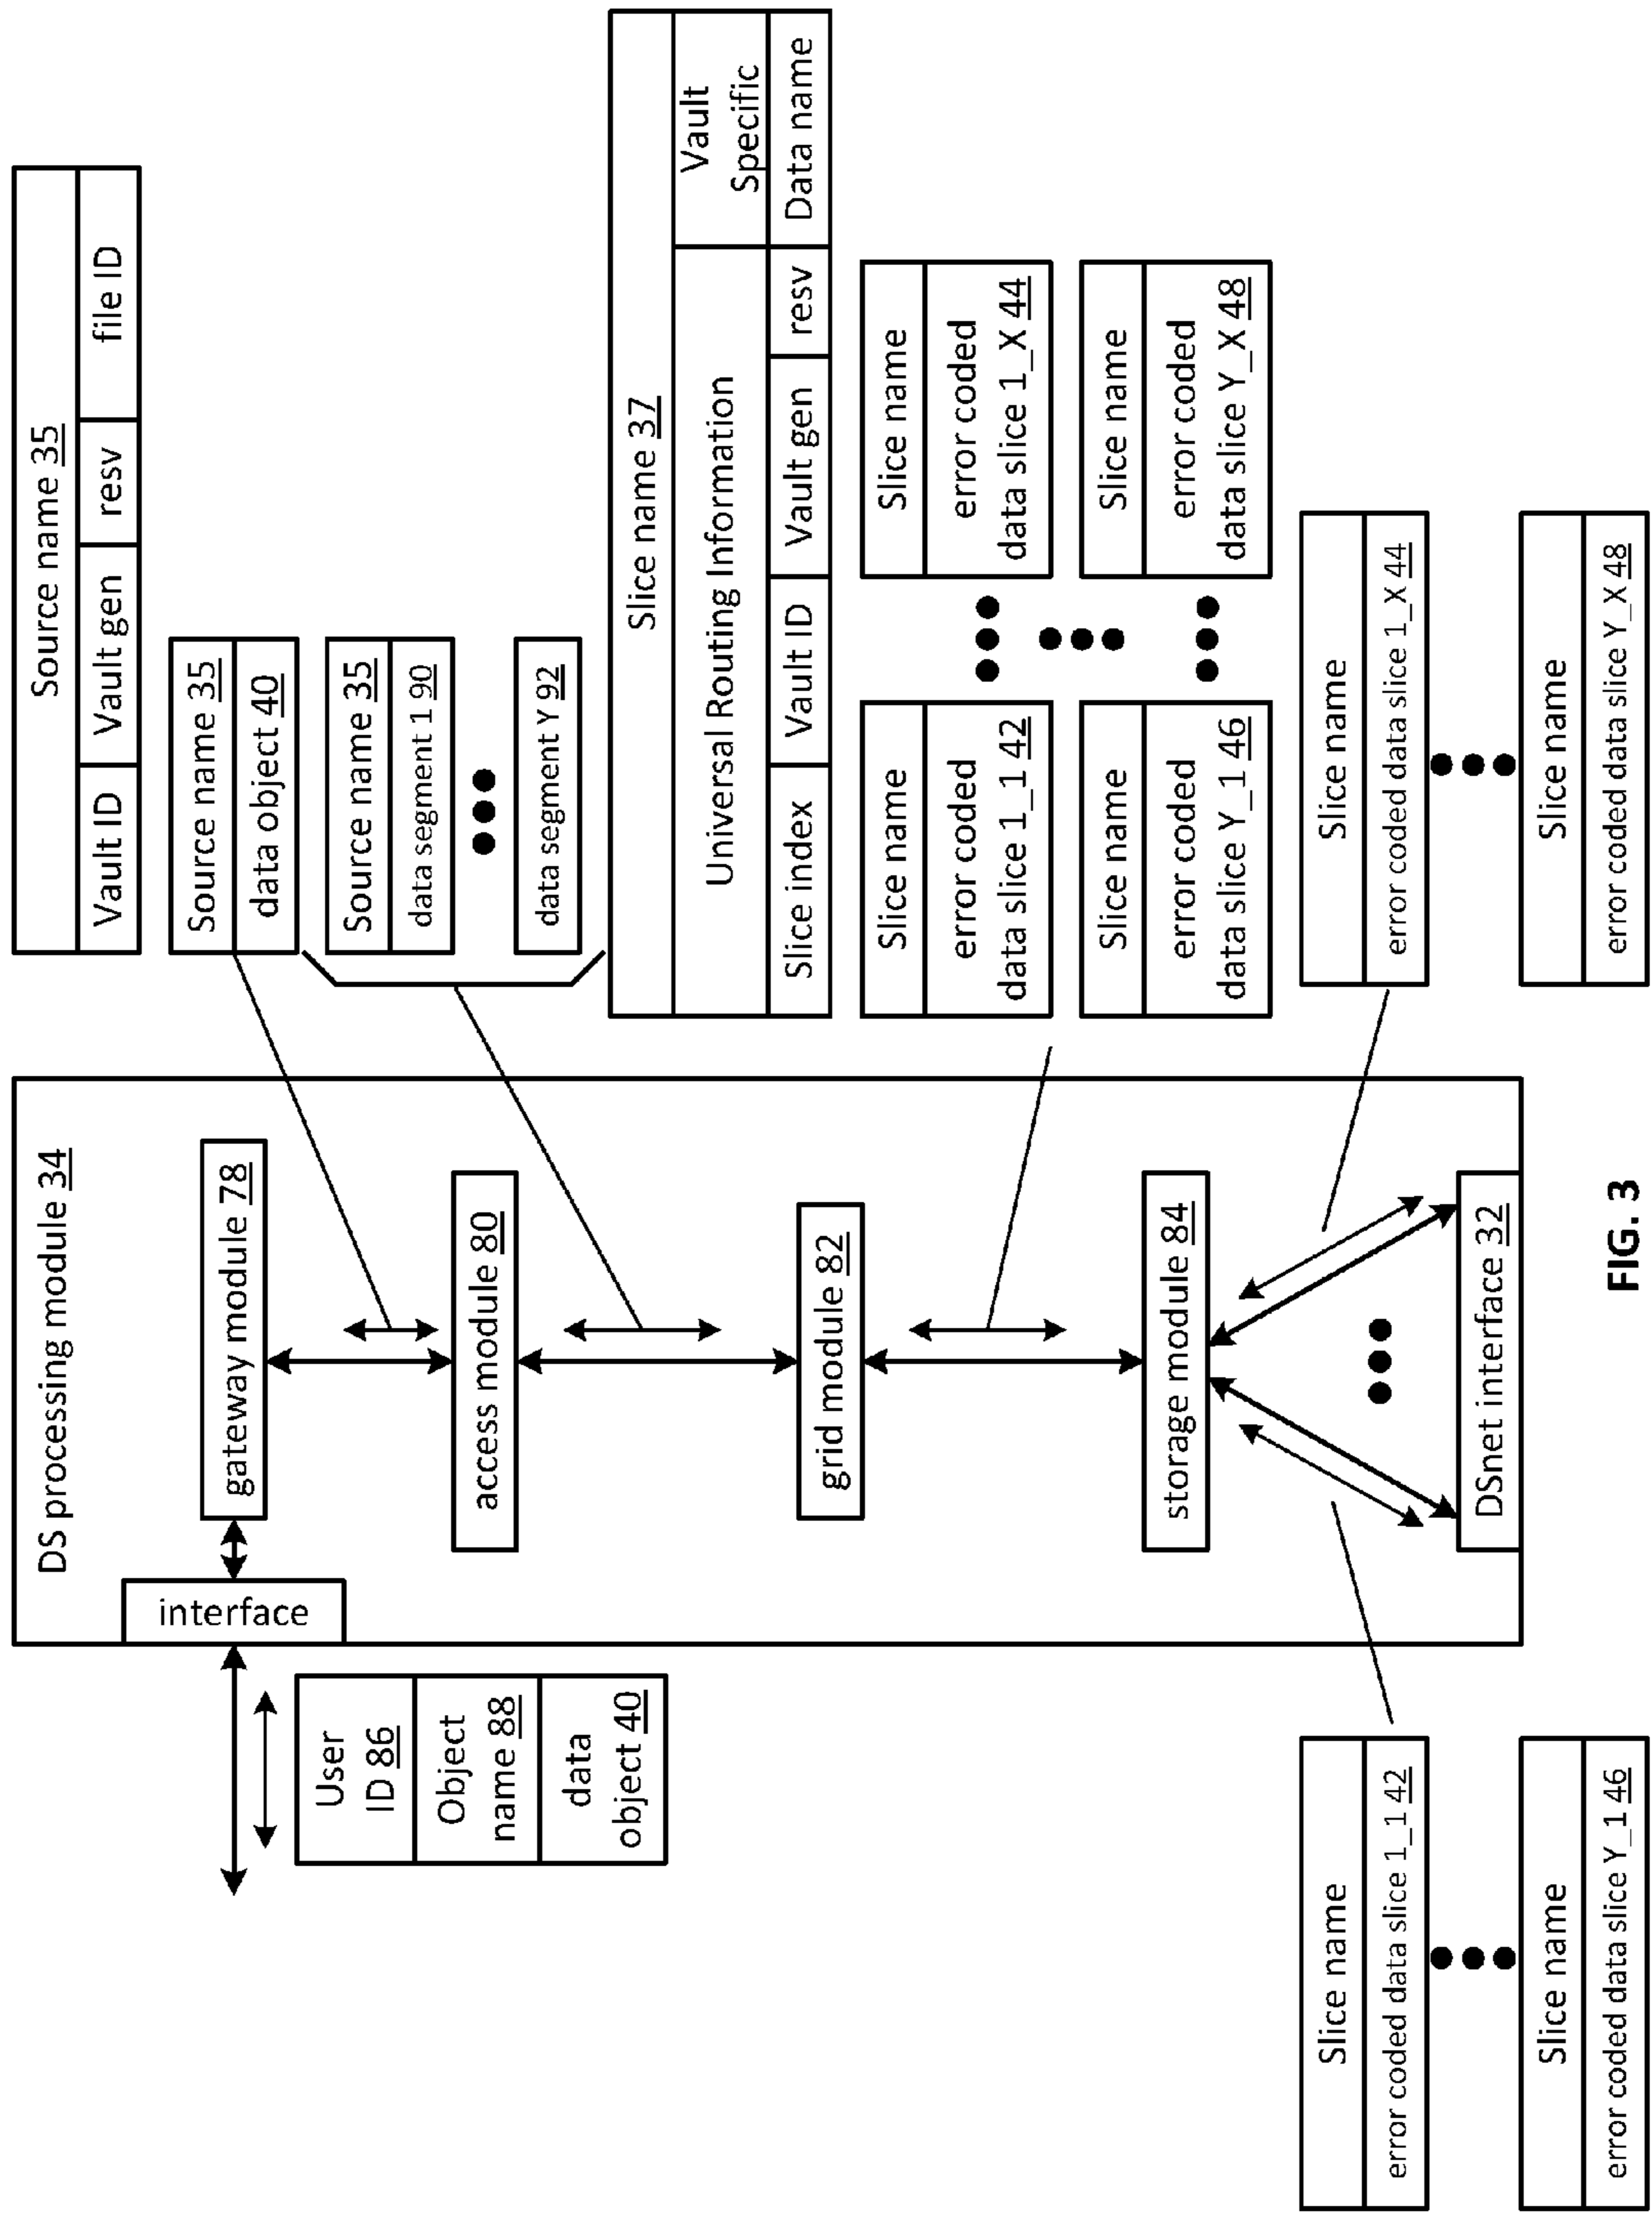 DS processing module 34
interface
gateway module 78
access module 80
grid module 82
storage module 84
DSnet interface 32
User
ID 86
Object
name 88
data
object 40
Source name 35
Vault ID
Vault gen
resv
file ID
Source name 35
data object 40
Source name 35
data segment 1 90
data segment Y 92
Slice name 37
Universal Routing Information
Vault
Specific
Slice index
Vault ID
Vault gen
resv
Data name
Slice name
error coded
data slice 1_1 42
Slice name
error coded
data slice 1_X 44
Slice name
error coded
data slice Y_1 46
Slice name
error coded
data slice Y_X 48
Slice name
error coded data slice 1_1 42
Slice name
error coded data slice Y_1 46
Slice name
error coded data slice 1_X 44
Slice name
error coded data slice Y_X 48
FIG. 3